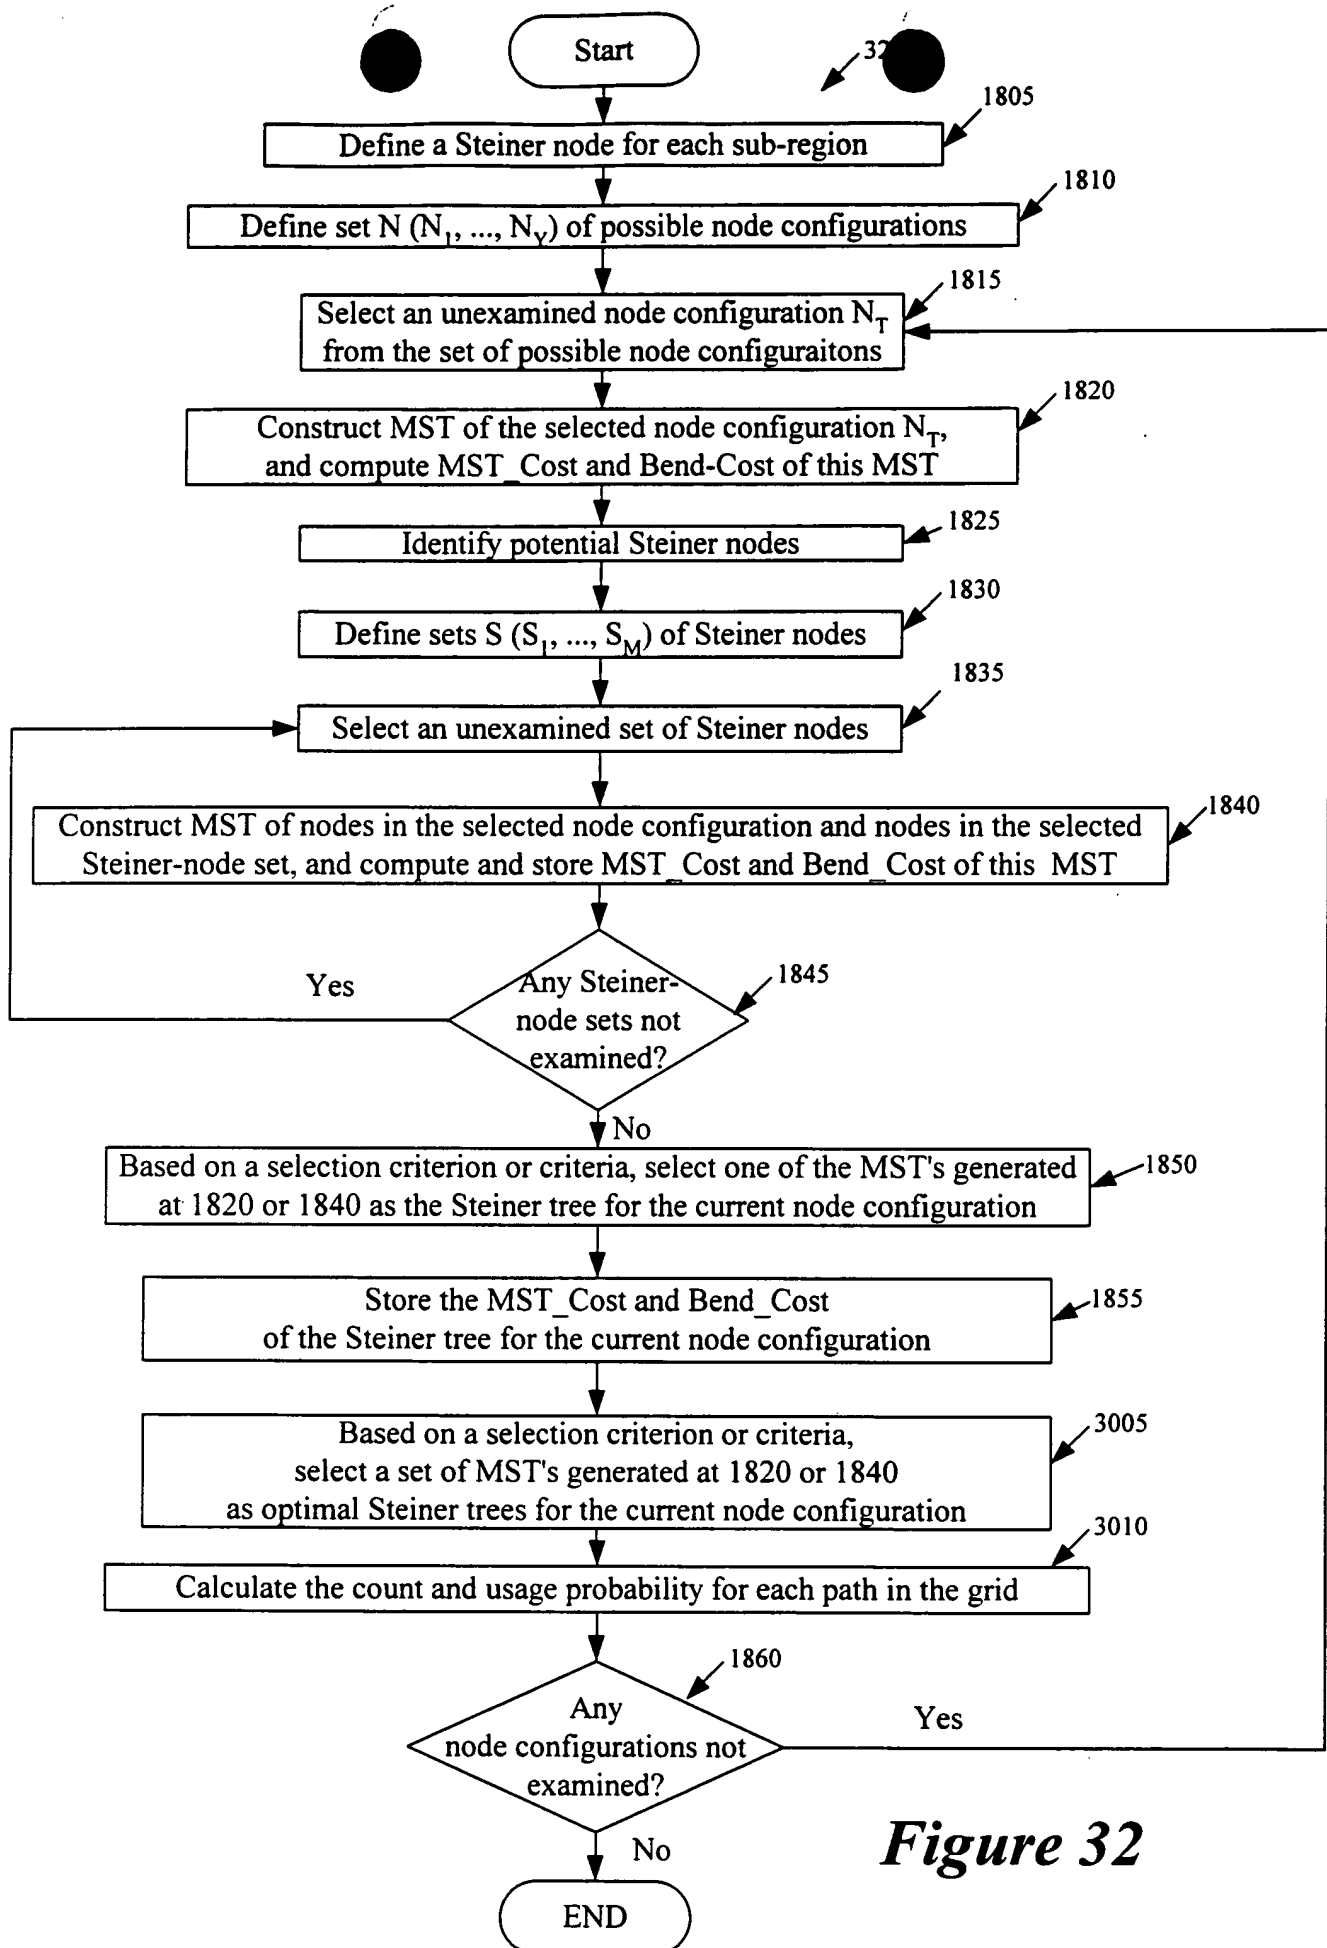 Start
32
1805
Define a Steiner node for each sub-region
1810
Define set N (N1, ..., NY) of possible node configurations
1815
Select an unexamined node configuration NT
from the set of possible node configuraitons
1820
Construct MST of the selected node configuration NT,
and compute MST_Cost and Bend-Cost of this MST
1825
Identify potential Steiner nodes
1830
Define sets S (S1, ..., SM) of Steiner nodes
1835
Select an unexamined set of Steiner nodes
1840
Construct MST of nodes in the selected node configuration and nodes in the selected
Steiner-node set, and compute and store MST_Cost and Bend_Cost of this MST
Yes
1845
Any Steiner-
node sets not
examined?
No
Based on a selection criterion or criteria, select one of the MST's generated
at 1820 or 1840 as the Steiner tree for the current node configuration
1850
Store the MST_Cost and Bend_Cost
of the Steiner tree for the current node configuration
1855
3005
Based on a selection criterion or criteria,
select a set of MST's generated at 1820 or 1840
as optimal Steiner trees for the current node configuration
3010
Calculate the count and usage probability for each path in the grid
1860
Any
node configurations not
examined?
Yes
No
Figure 32
END